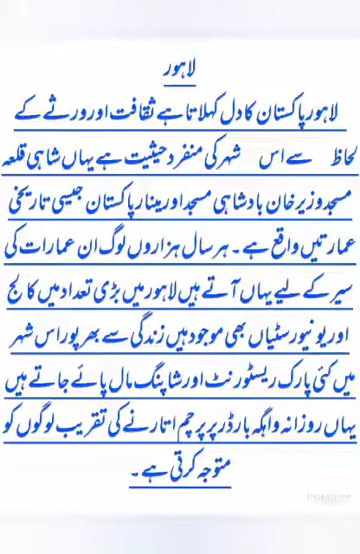 لاہور
لاہور پاکستان کا دل کہلاتا ہے ثقافت اور ورثے کے
لحاظ سے اس شہر کی منفرد حیثیت ہے یہاں شاہی قلعہ
مسجد وزیر خان بادشاہی مسجد اور مینار پاکستان جیسی تاریخی
عمارتیں واقع ہے۔ ہر سال ہزاروں لوگ ان عمارات کی
سیر کے لیے یہاں آتے ہیں لاہور میں بڑی تعداد میں کالج
اور یونیورسٹیاں بھی موجود ہیں زندگی سے بھر پور اس شہر
میں کئی پارک ریسٹورنٹ اور شاپنگ مال پائے جاتے ہیں
یہاں روزانہ واہگہ بارڈر پر پرچم اتارنے کی تقریب لوگوں کو
متوجہ کرتی ہے۔